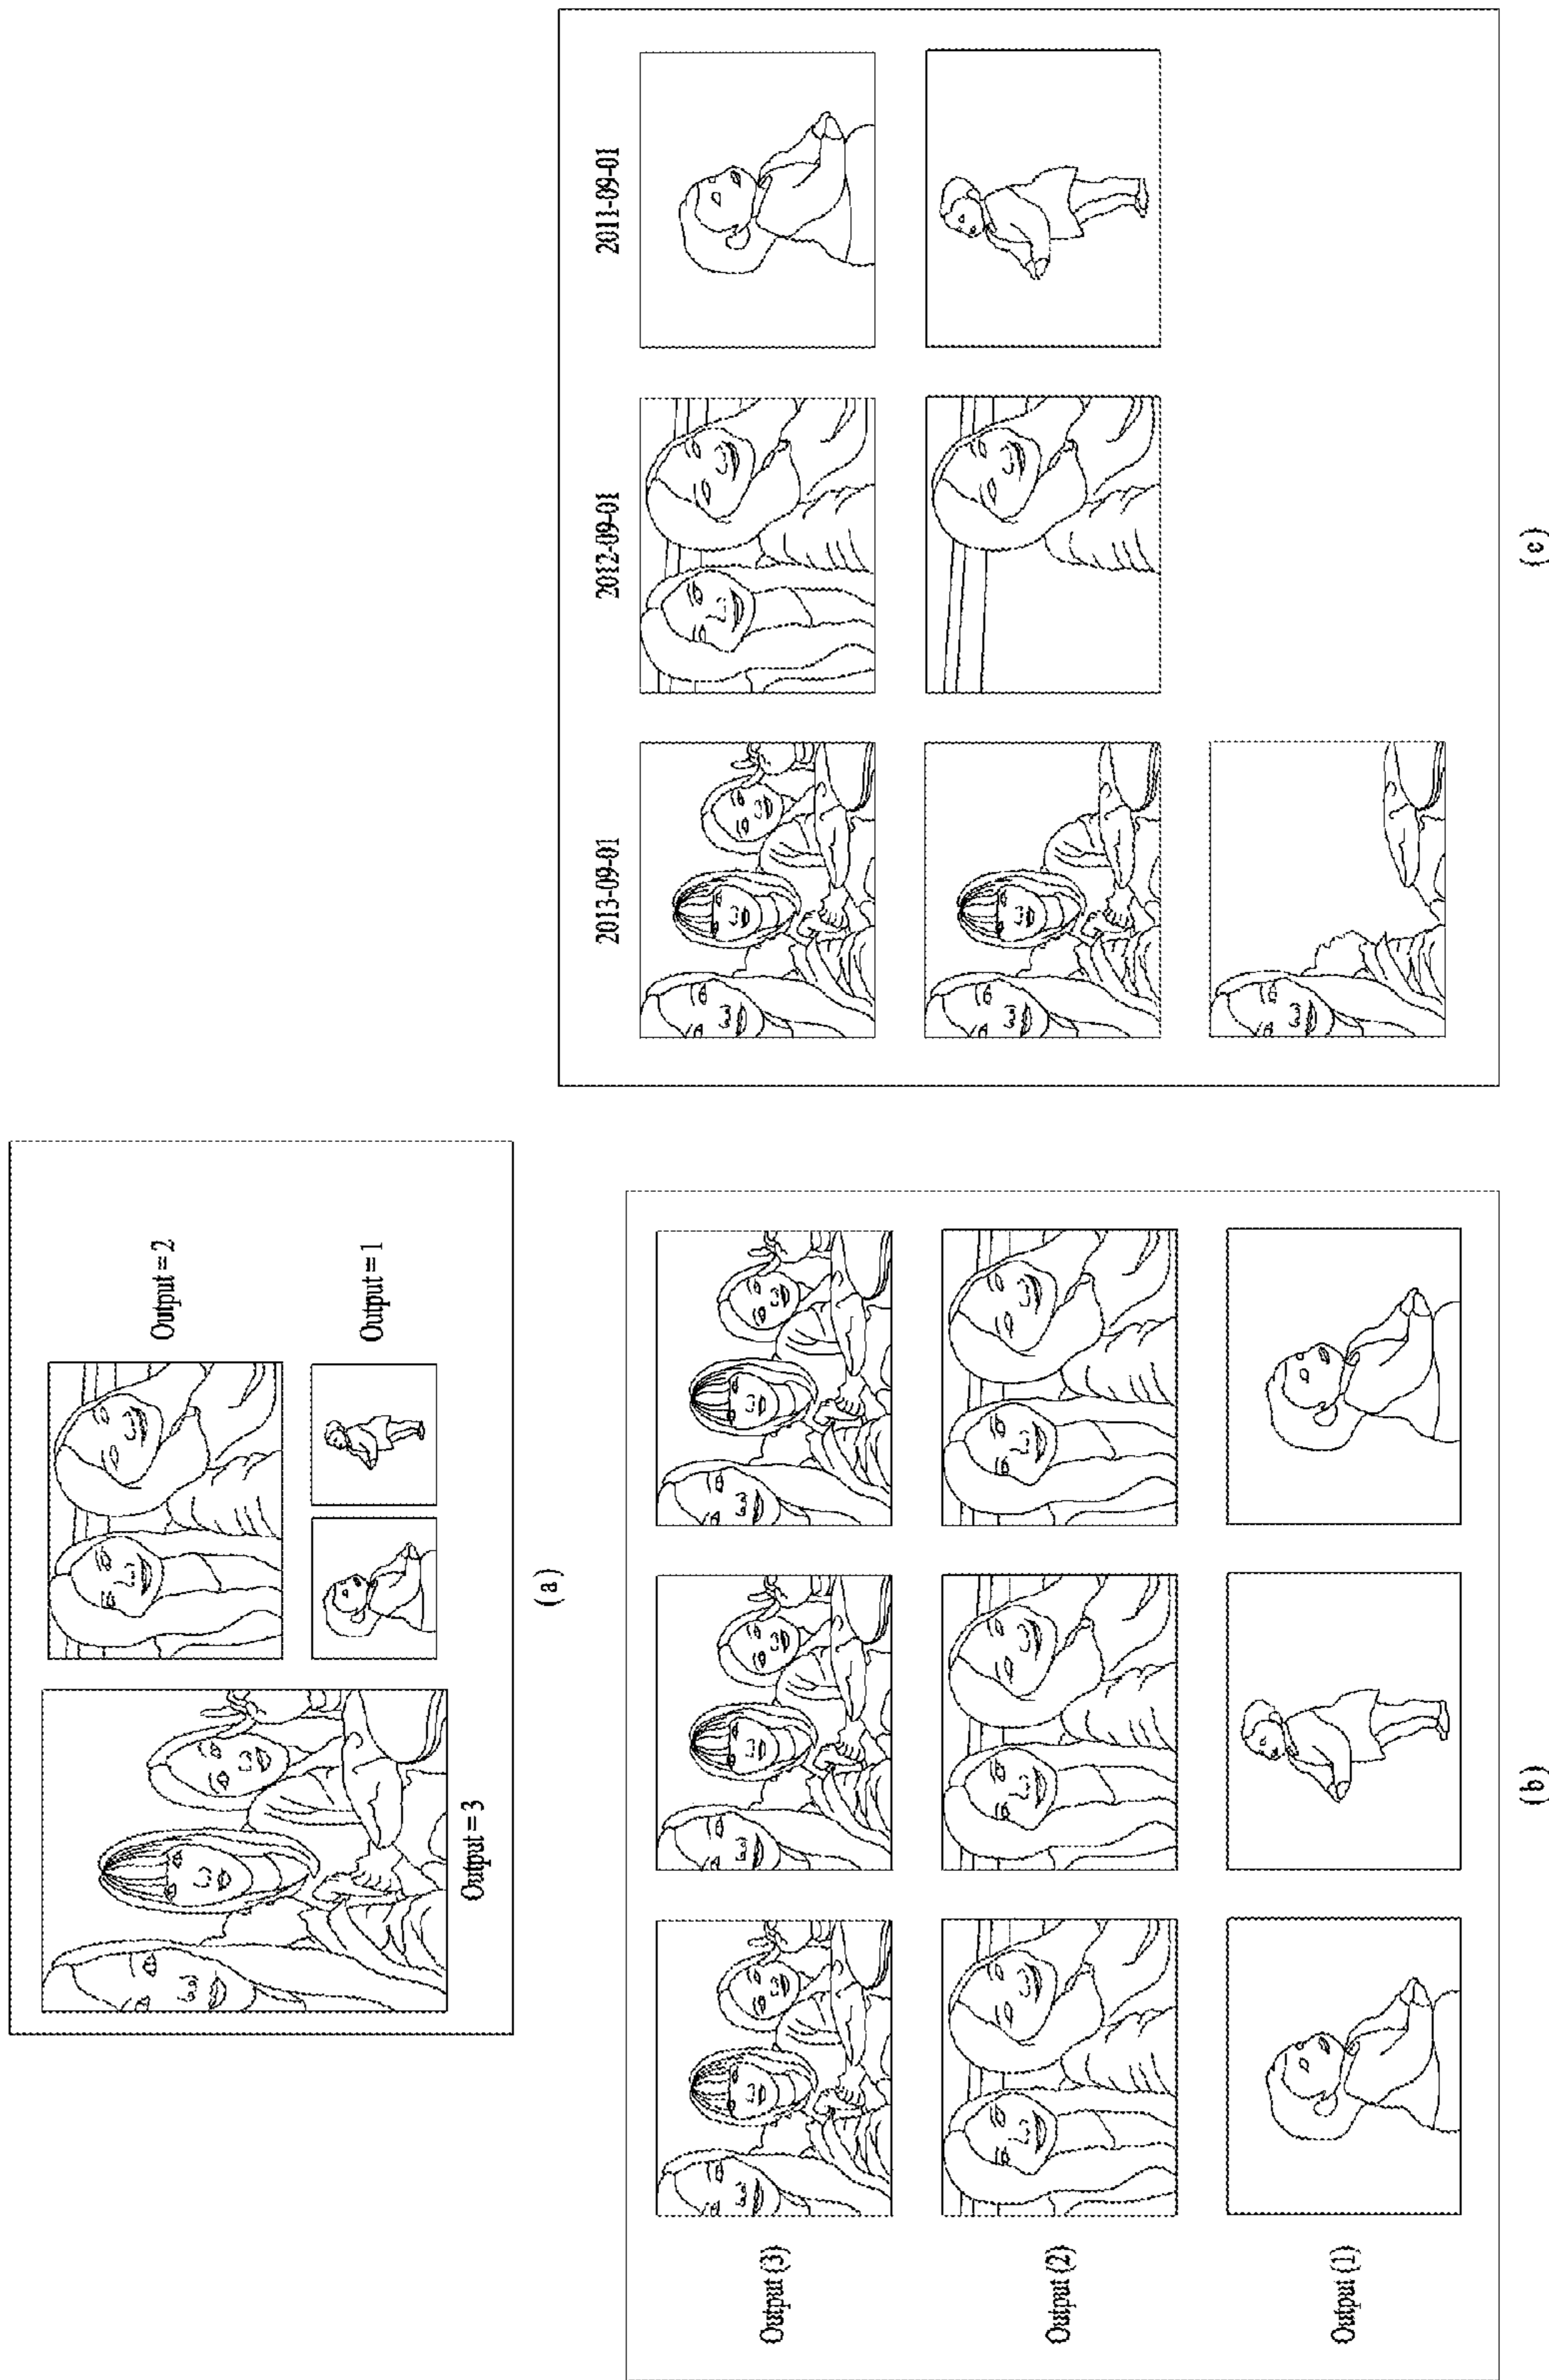 Output = 3
Output = 2
Output = 1
(a)
Output (3)
Output (2)
Output (1)
(b)
2013-09-01
2012-09-01
2011-09-01
(c)